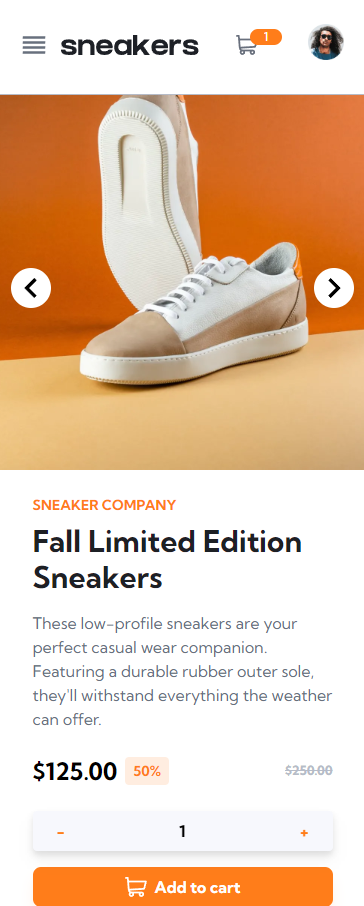 sneakers
1
SNEAKER COMPANY
Fall Limited Edition
Sneakers
These low-profile sneakers are your
perfect casual wear companion.
Featuring a durable rubber outer sole,
they'll withstand everything the weather
can offer.
$125.00 50% $250.00
- 1 +
Add to cart